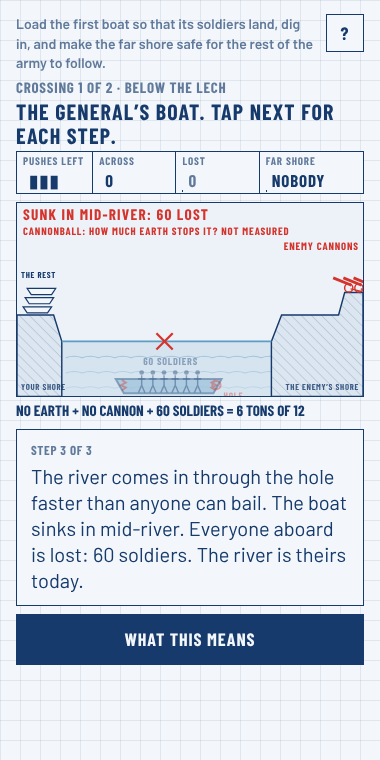 Load the first boat so that its soldiers land, dig
in, and make the far shore safe for the rest of the
army to follow.
?
CROSSING 1 OF 2 · BELOW THE LECH
THE GENERAL'S BOAT. TAP NEXT FOR
EACH STEP.
PUSHES LEFT ACROSS LOST FAR SHORE
0 0 NOBODY
SUNK IN MID-RIVER: 60 LOST
CANNONBALL: HOW MUCH EARTH STOPS IT? NOT MEASURED
ENEMY CANNONS
THE REST
60 SOLDIERS
YOUR SHORE
HOLE
THE ENEMY'S SHORE
NO EARTH + NO CANNON + 60 SOLDIERS = 6 TONS OF 12
STEP 3 OF 3
The river comes in through the hole
faster than anyone can bail. The boat
sinks in mid-river. Everyone aboard
is lost: 60 soldiers. The river is theirs
today.
WHAT THIS MEANS